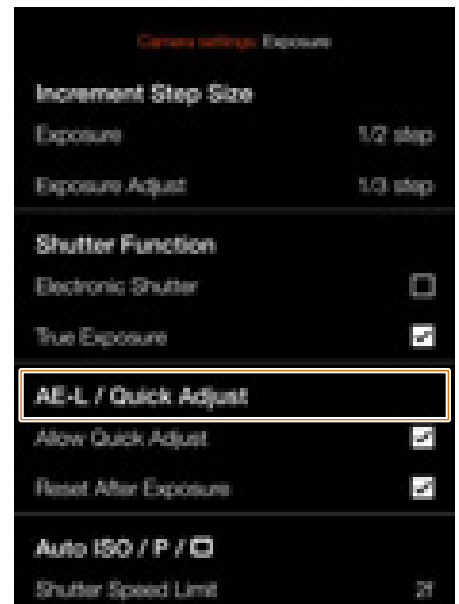 Camera settings: Exposure
Increment Step Size
Exposure 1/2 step
Exposure Adjust 1/3 step
Shutter Function
Electronic Shutter
True Exposure
AE-L / Quick Adjust
Allow Quick Adjust
Reset After Exposure
Auto ISO / P /
Shutter Speed Limit